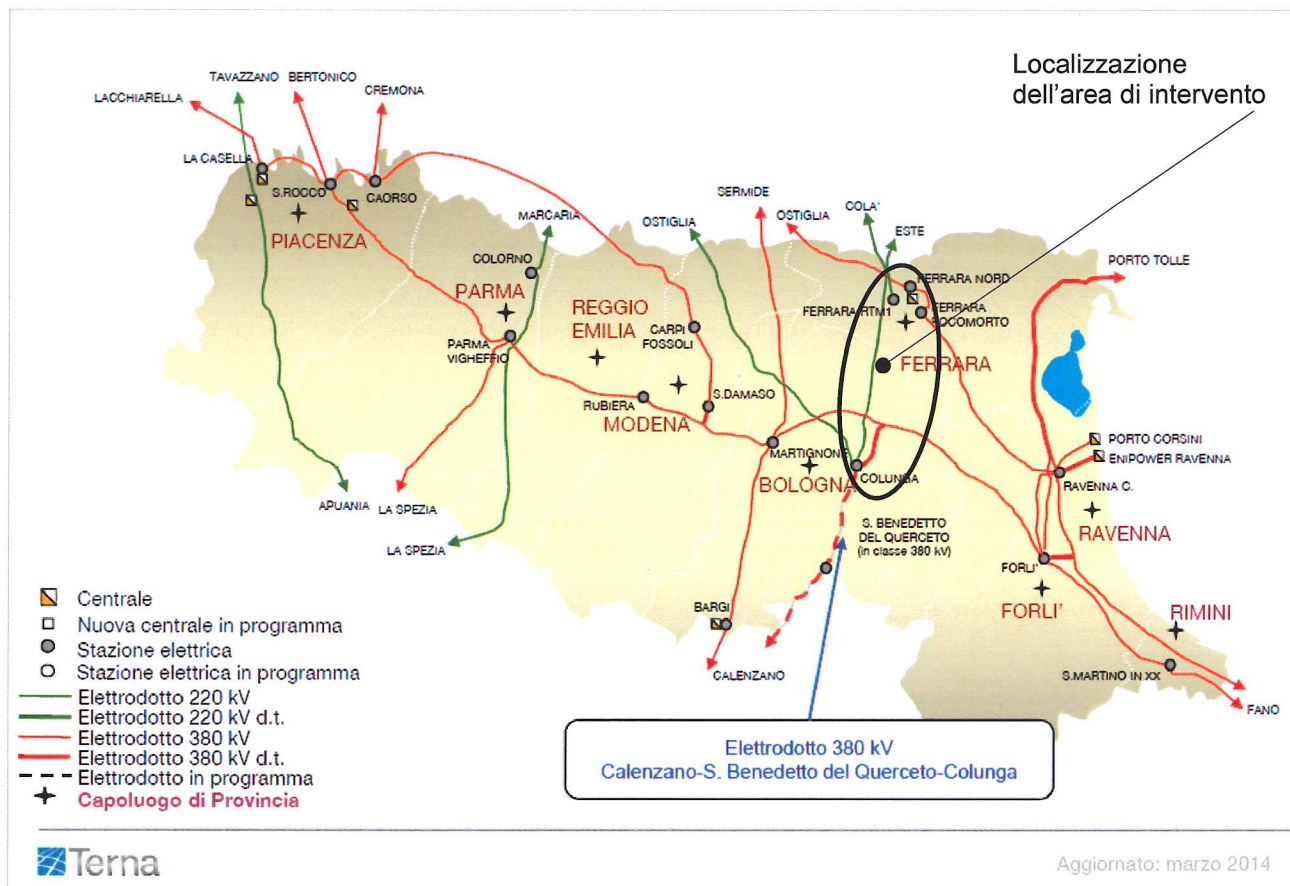 Localizzazione
dell'area di intervento
TAVAZZANO
BERTONICO
CREMONA
LACCHIARELLA
LA CASELLA
S.ROCCO
CAORSO
PIACENZA
MARCARIA
OSTIGLIA
SERMIDE
OSTIGLIA
COLA'
ESTE
PORTO TOLLE
COLORNO
PARMA
PARMA
VIGHEFFIO
REGGIO
EMILIA
CARPI
FOSSOLI
FERRARA NORD
FERRARA RTM1
FERRARA
FOCOMORTO
FERRARA
RuBIERA
S.DAMASO
MODENA
MARTIGNONE
BOLOGNA
COLUNGA
PORTO CORSINI
ENIPOWER RAVENNA
RAVENNA C.
RAVENNA
APUANIA
LA SPEZIA
LA SPEZIA
S. BENEDETTO
DEL QUERCETO
(in classe 380 kV)
FORLI'
FORLI'
RIMINI
BARGI
CALENZANO
S.MARTINO IN XX
FANO
Centrale
Nuova centrale in programma
Stazione elettrica
Stazione elettrica in programma
Elettrodotto 220 kV
Elettrodotto 220 kV d.t.
Elettrodotto 380 kV
Elettrodotto 380 kV d.t.
Elettrodotto in programma
Capoluogo di Provincia
Elettrodotto 380 kV
Calenzano-S. Benedetto del Querceto-Colunga
Terna
Aggiornato: marzo 2014